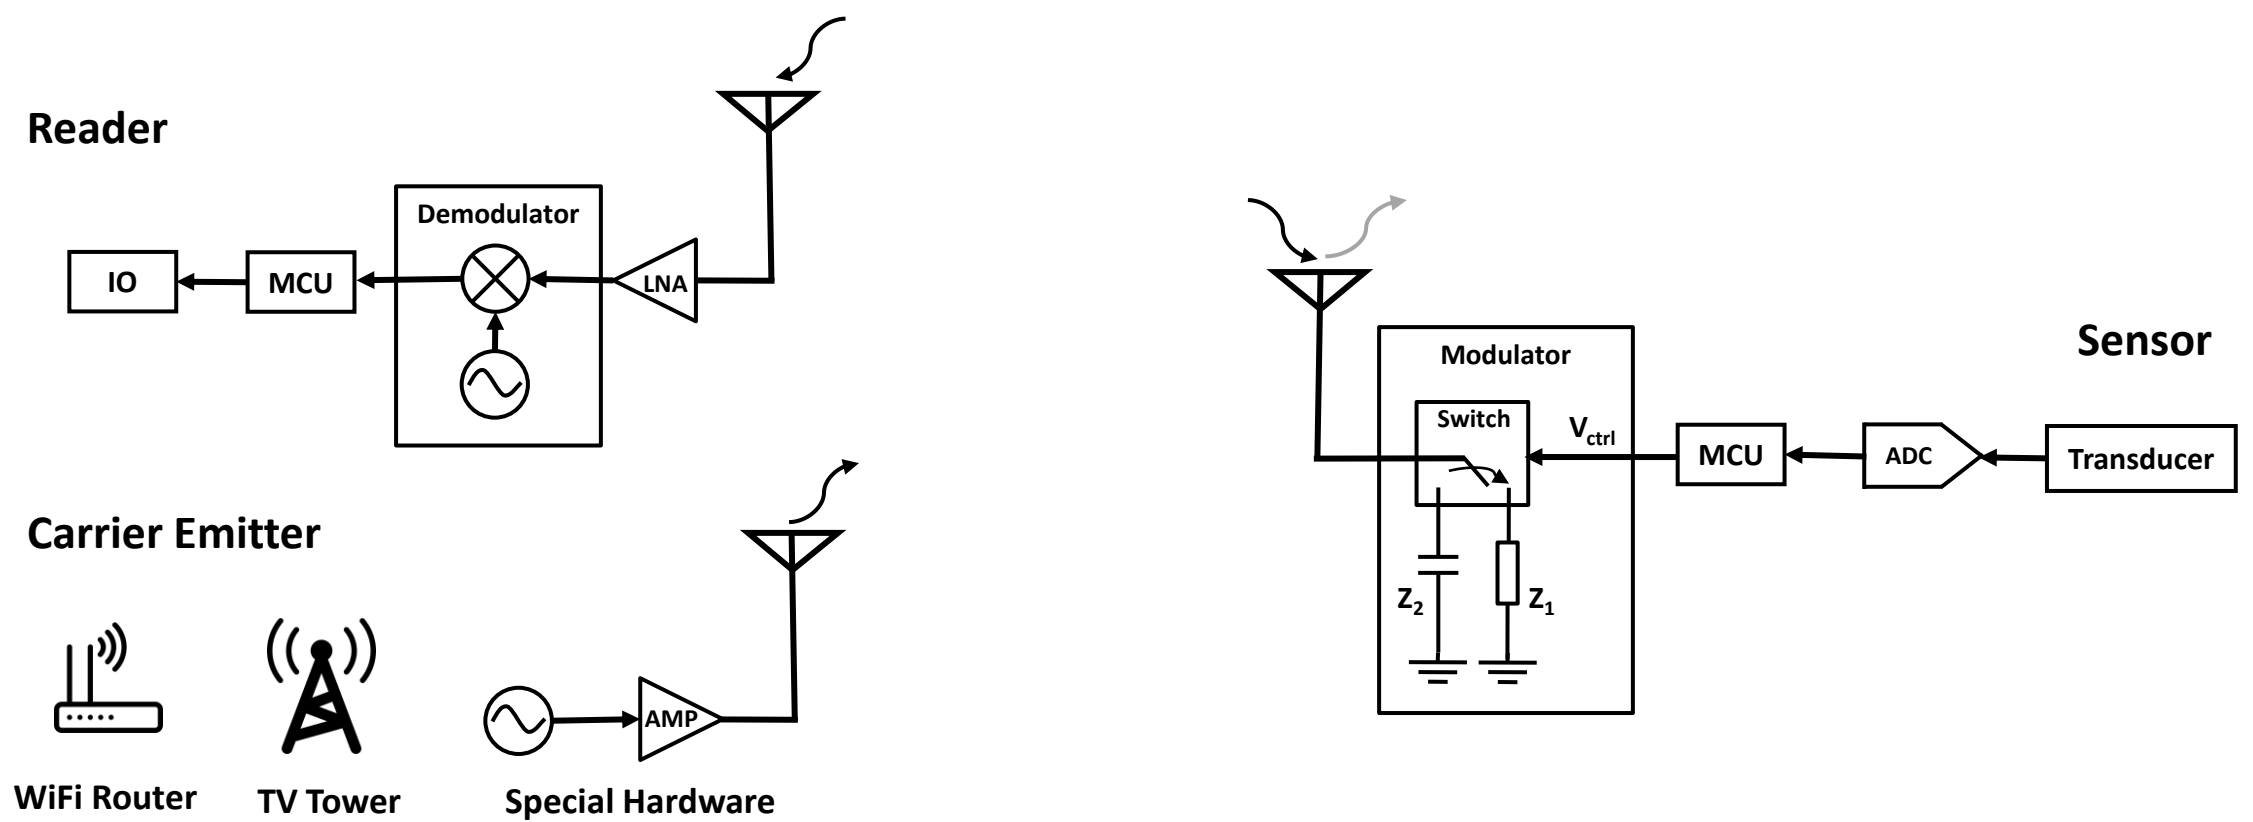 Reader
Demodulator
IO
MCU
LNA
Carrier Emitter
AMP
WiFi Router
TV Tower
Special Hardware
Sensor
Modulator
Switch
Vctrl
MCU
ADC
Transducer
Z2
Z1